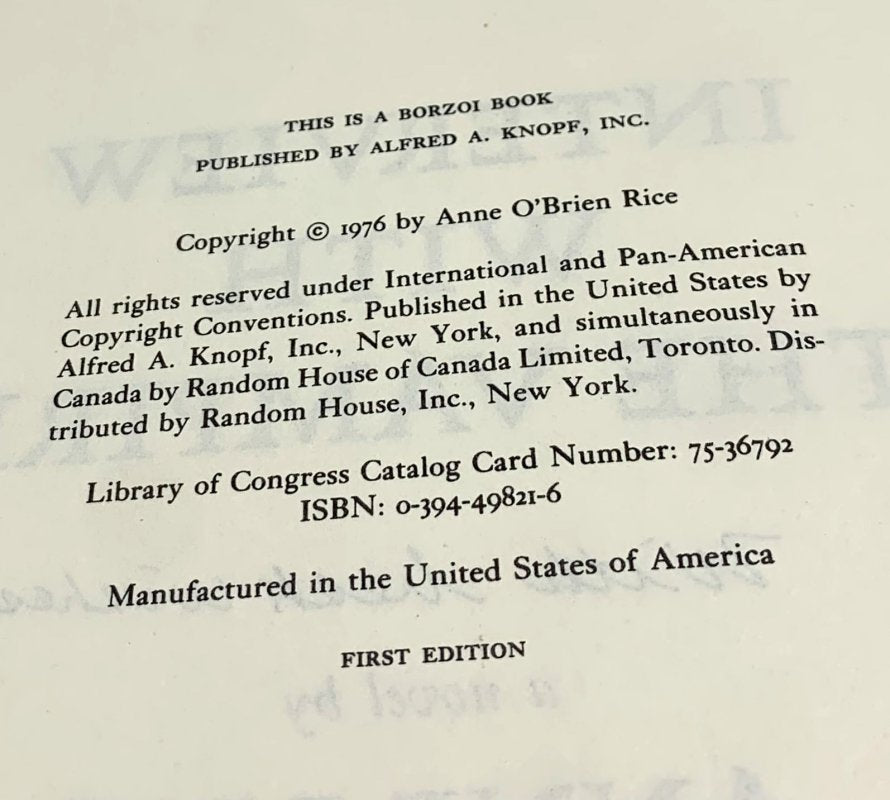 THIS IS A BORZOI BOOK
PUBLISHED BY ALFRED A. KNOPF, INC.
Copyright © 1976 by Anne O'Brien Rice
All rights reserved under International and Pan-American
Copyright Conventions. Published in the United States by
Alfred A. Knopf, Inc., New York, and simultaneously in
Canada by Random House of Canada Limited, Toronto. Dis-
tributed by Random House, Inc., New York.
Library of Congress Catalog Card Number: 75-36792
ISBN: 0-394-49821-6
Manufactured in the United States of America
FIRST EDITION